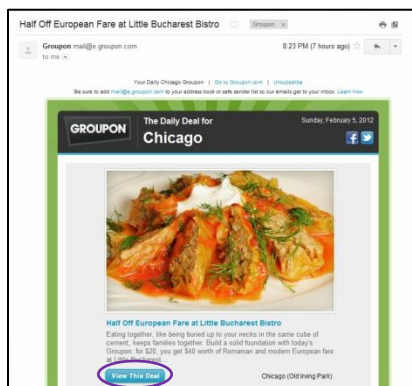 Half Off European Fare at Little Bucharest Bistro
Groupon x
Groupon mail@e.groupon.com
8:23 PM (7 hours ago)
to me
Your Daily Chicago Groupon | Go to Groupon.com | Unsubscribe
Be sure to add mail@e.groupon.com to your address book or safe sender list so our emails get to your inbox. Learn how
GROUPON
The Daily Deal for
Chicago
Sunday, February 5, 2012
Half Off European Fare at Little Bucharest Bistro
Eating together, like being buried up to your necks in the same cube of
cement, keeps families together. Build a solid foundation with today's
Groupon: for $20, you get $40 worth of Romanian and modern European fare
at Little Bucharest...
View This Deal
Chicago (Old Irving Park)